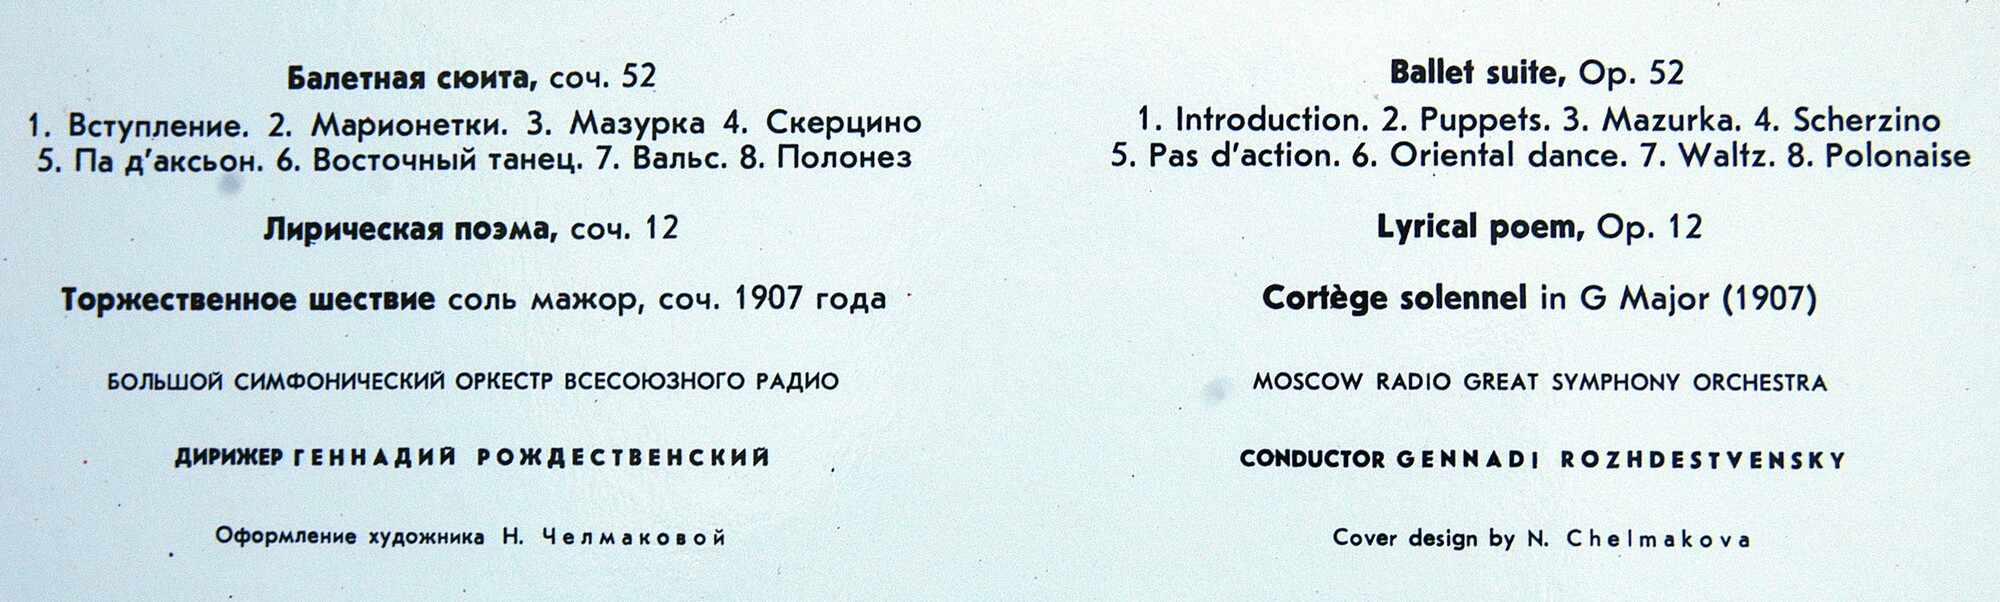 Балетная сюита, соч. 52
1. Вступление. 2. Марионетки. 3. Мазурка 4. Скерцино
5. Па д'аксьон. 6. Восточный танец. 7. Вальс. 8. Полонез
Лирическая поэма, соч. 12
Торжественное шествие соль мажор, соч. 1907 года
БОЛЬШОЙ СИМФОНИЧЕСКИЙ ОРКЕСТР ВСЕСОЮЗНОГО РАДИО
ДИРИЖЕР ГЕННАДИЙ РОЖДЕСТВЕНСКИЙ
Оформление художника Н. Челмаковой
Ballet suite, Op. 52
1. Introduction. 2. Puppets. 3. Mazurka. 4. Scherzino
5. Pas d'action. 6. Oriental dance. 7. Waltz. 8. Polonaise
Lyrical poem, Op. 12
Cortège solennel in G Major (1907)
MOSCOW RADIO GREAT SYMPHONY ORCHESTRA
CONDUCTOR GENNADI ROZHDESTVENSKY
Cover design by N. Chelmakova